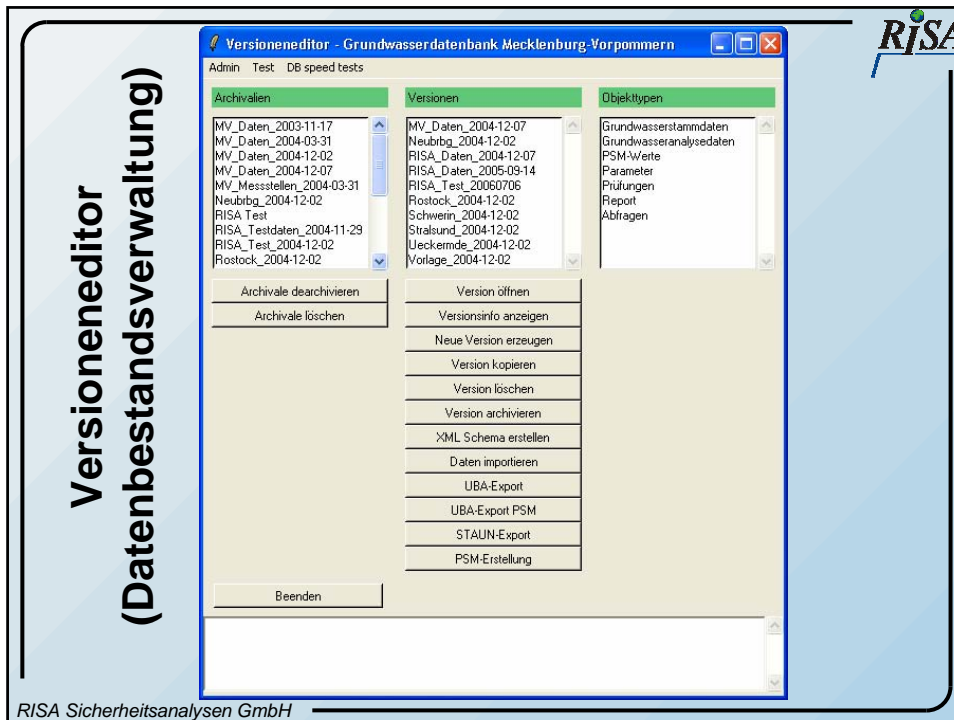 Versioneneditor
(Datenbestandsverwaltung)
RISA
Versioneneditor - Grundwasserdatenbank Mecklenburg-Vorpommern
Admin Test DB speed tests
Archivalien
MV_Daten_2003-11-17
MV_Daten_2004-03-31
MV_Daten_2004-12-02
MV_Daten_2004-12-07
MV_Messstellen_2004-03-31
Neubrbg_2004-12-02
RISA Test
RISA_Testdaten_2004-11-29
RISA_Test_2004-12-02
Rostock_2004-12-02
Archivale dearchivieren
Archivale löschen
Versionen
MV_Daten_2004-12-07
Neubrbg_2004-12-02
RISA_Daten_2004-12-07
RISA_Daten_2005-09-14
RISA_Test_20060706
Rostock_2004-12-02
Schwerin_2004-12-02
Stralsund_2004-12-02
Ueckermde_2004-12-02
Vorlage_2004-12-02
Version öffnen
Versionsinfo anzeigen
Neue Version erzeugen
Version kopieren
Version löschen
Version archivieren
XML Schema erstellen
Daten importieren
UBA-Export
UBA-Export PSM
STAUN-Export
PSM-Erstellung
Objekttypen
Grundwasserstammdaten
Grundwasseranalysedaten
PSM-Werte
Parameter
Prüfungen
Report
Abfragen
Beenden
RISA Sicherheitsanalysen GmbH